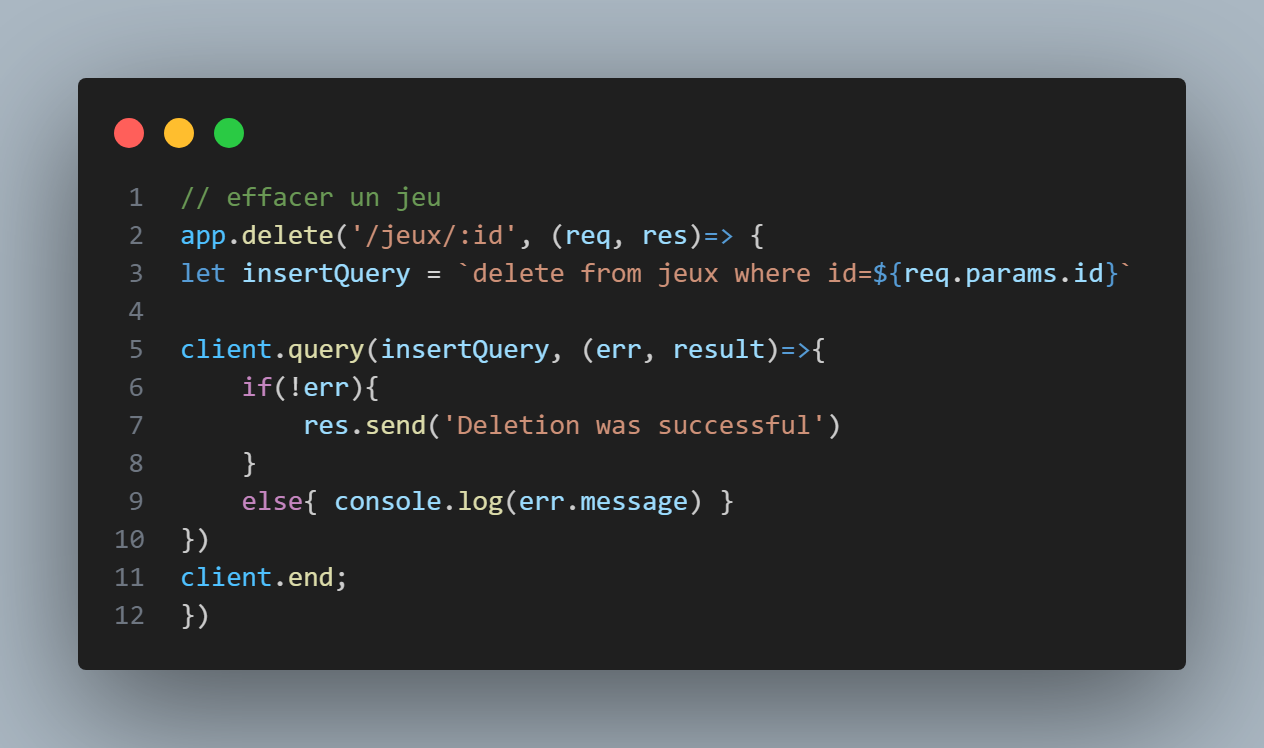 1 // effacer un jeu
2 app.delete('/jeux/:id', (req, res)=> {
3 let insertQuery = `delete from jeux where id=${req.params.id}`
4
5 client.query(insertQuery, (err, result)=>{
6     if(!err){
7         res.send('Deletion was successful')
8     }
9     else{ console.log(err.message) }
10 })
11 client.end;
12 })